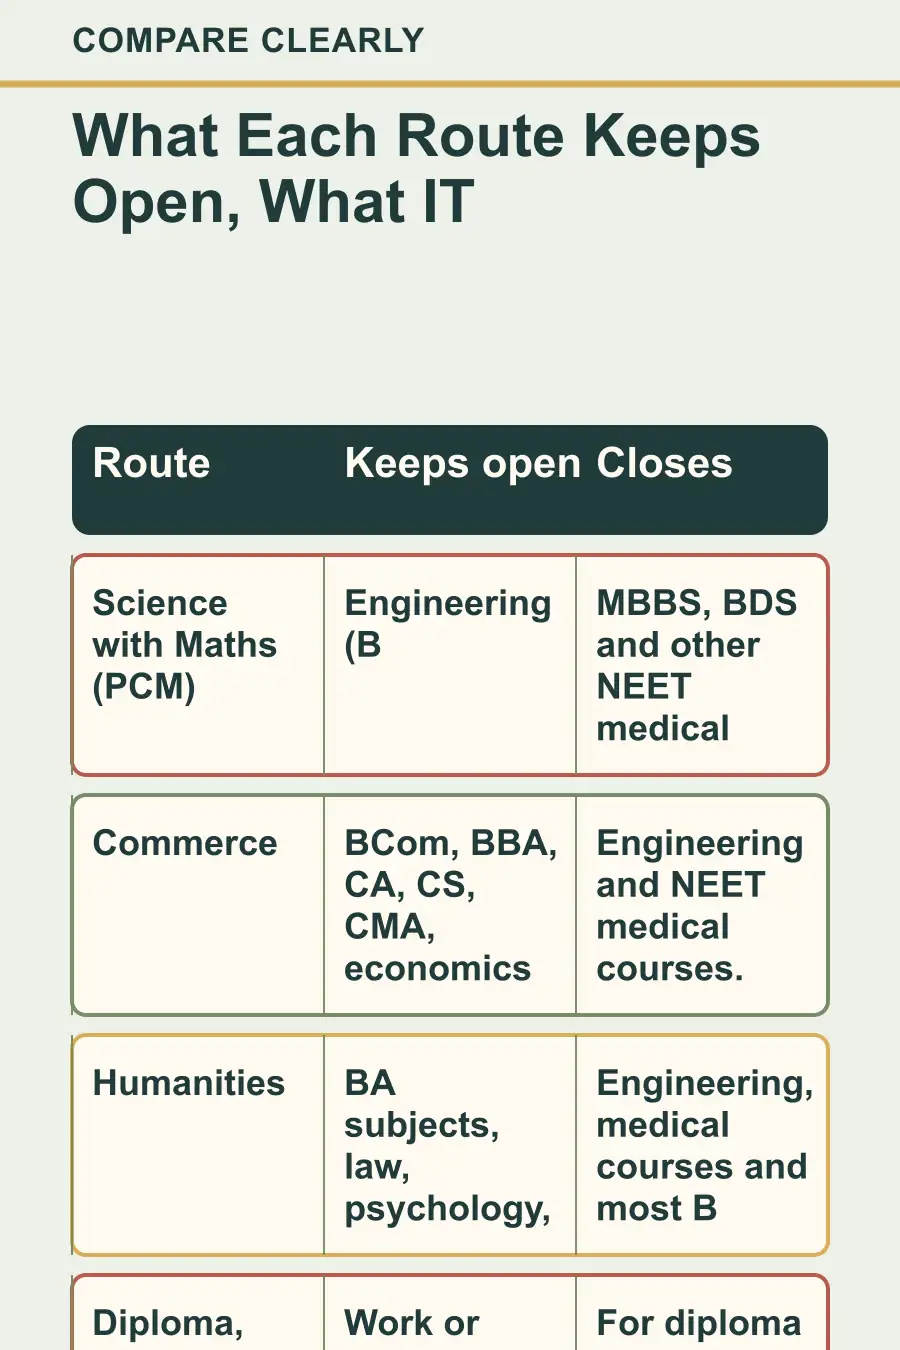 COMPARE CLEARLY
What Each Route Keeps
Open, What IT
Route Keeps open Closes
Science
with Maths
(PCM)
Engineering
(B
MBBS, BDS
and other
NEET
medical
Commerce
BCom, BBA,
CA, CS,
CMA,
economics
Engineering
and NEET
medical
courses.
Humanities
BA
subjects,
law,
psychology,
Engineering,
medical
courses and
most B
Diploma,
Work or
For diploma